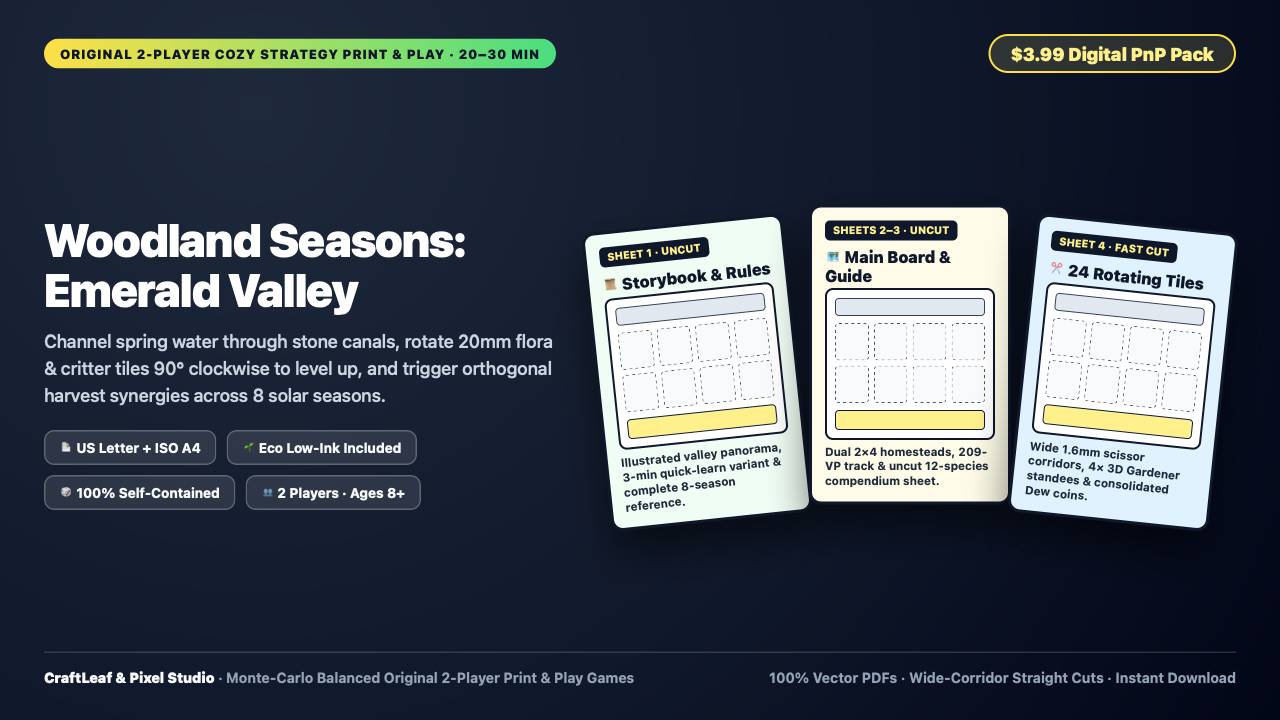 ORIGINAL 2-PLAYER COZY STRATEGY PRINT & PLAY · 20–30 MIN
$3.99 Digital PnP Pack
Woodland Seasons:
Emerald Valley
Channel spring water through stone canals, rotate 20mm flora
& critter tiles 90° clockwise to level up, and trigger orthogonal
harvest synergies across 8 solar seasons.
US Letter + ISO A4
Eco Low-Ink Included
100% Self-Contained
2 Players · Ages 8+
SHEET 1 · UNCUT
Storybook & Rules
Illustrated valley panorama,
3-min quick-learn variant &
complete 8-season
reference.
SHEETS 2–3 · UNCUT
Main Board &
Guide
Dual 2×4 homesteads, 209-
VP track & uncut 12-species
compendium sheet.
SHEET 4 · FAST CUT
24 Rotating Tiles
Wide 1.6mm scissor
corridors, 4× 3D Gardener
standees & consolidated
Dew coins.
CraftLeaf & Pixel Studio · Monte-Carlo Balanced Original 2-Player Print & Play Games
100% Vector PDFs · Wide-Corridor Straight Cuts · Instant Download